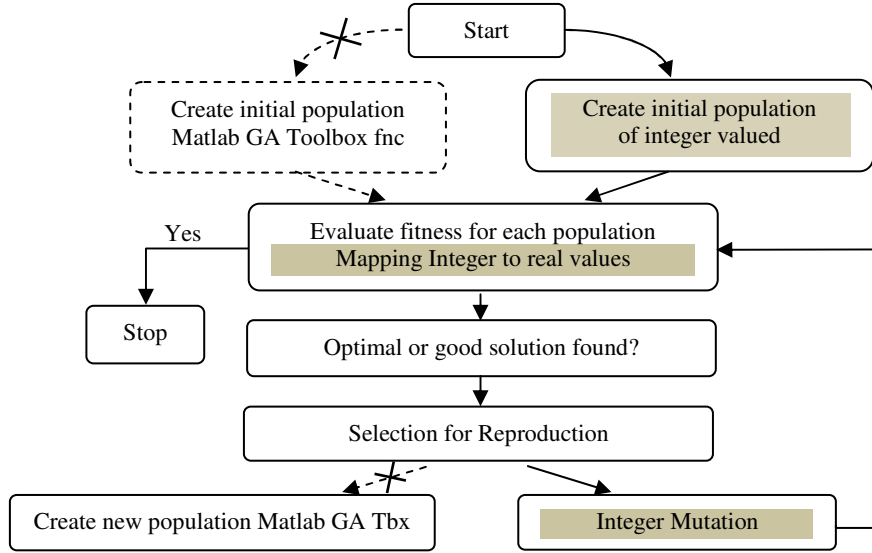 Start
Create initial population
Matlab GA Toolbox fnc
Create initial population
of integer valued
Evaluate fitness for each population
Mapping Integer to real values
Yes
Stop
Optimal or good solution found?
Selection for Reproduction
Create new population Matlab GA Tbx
Integer Mutation